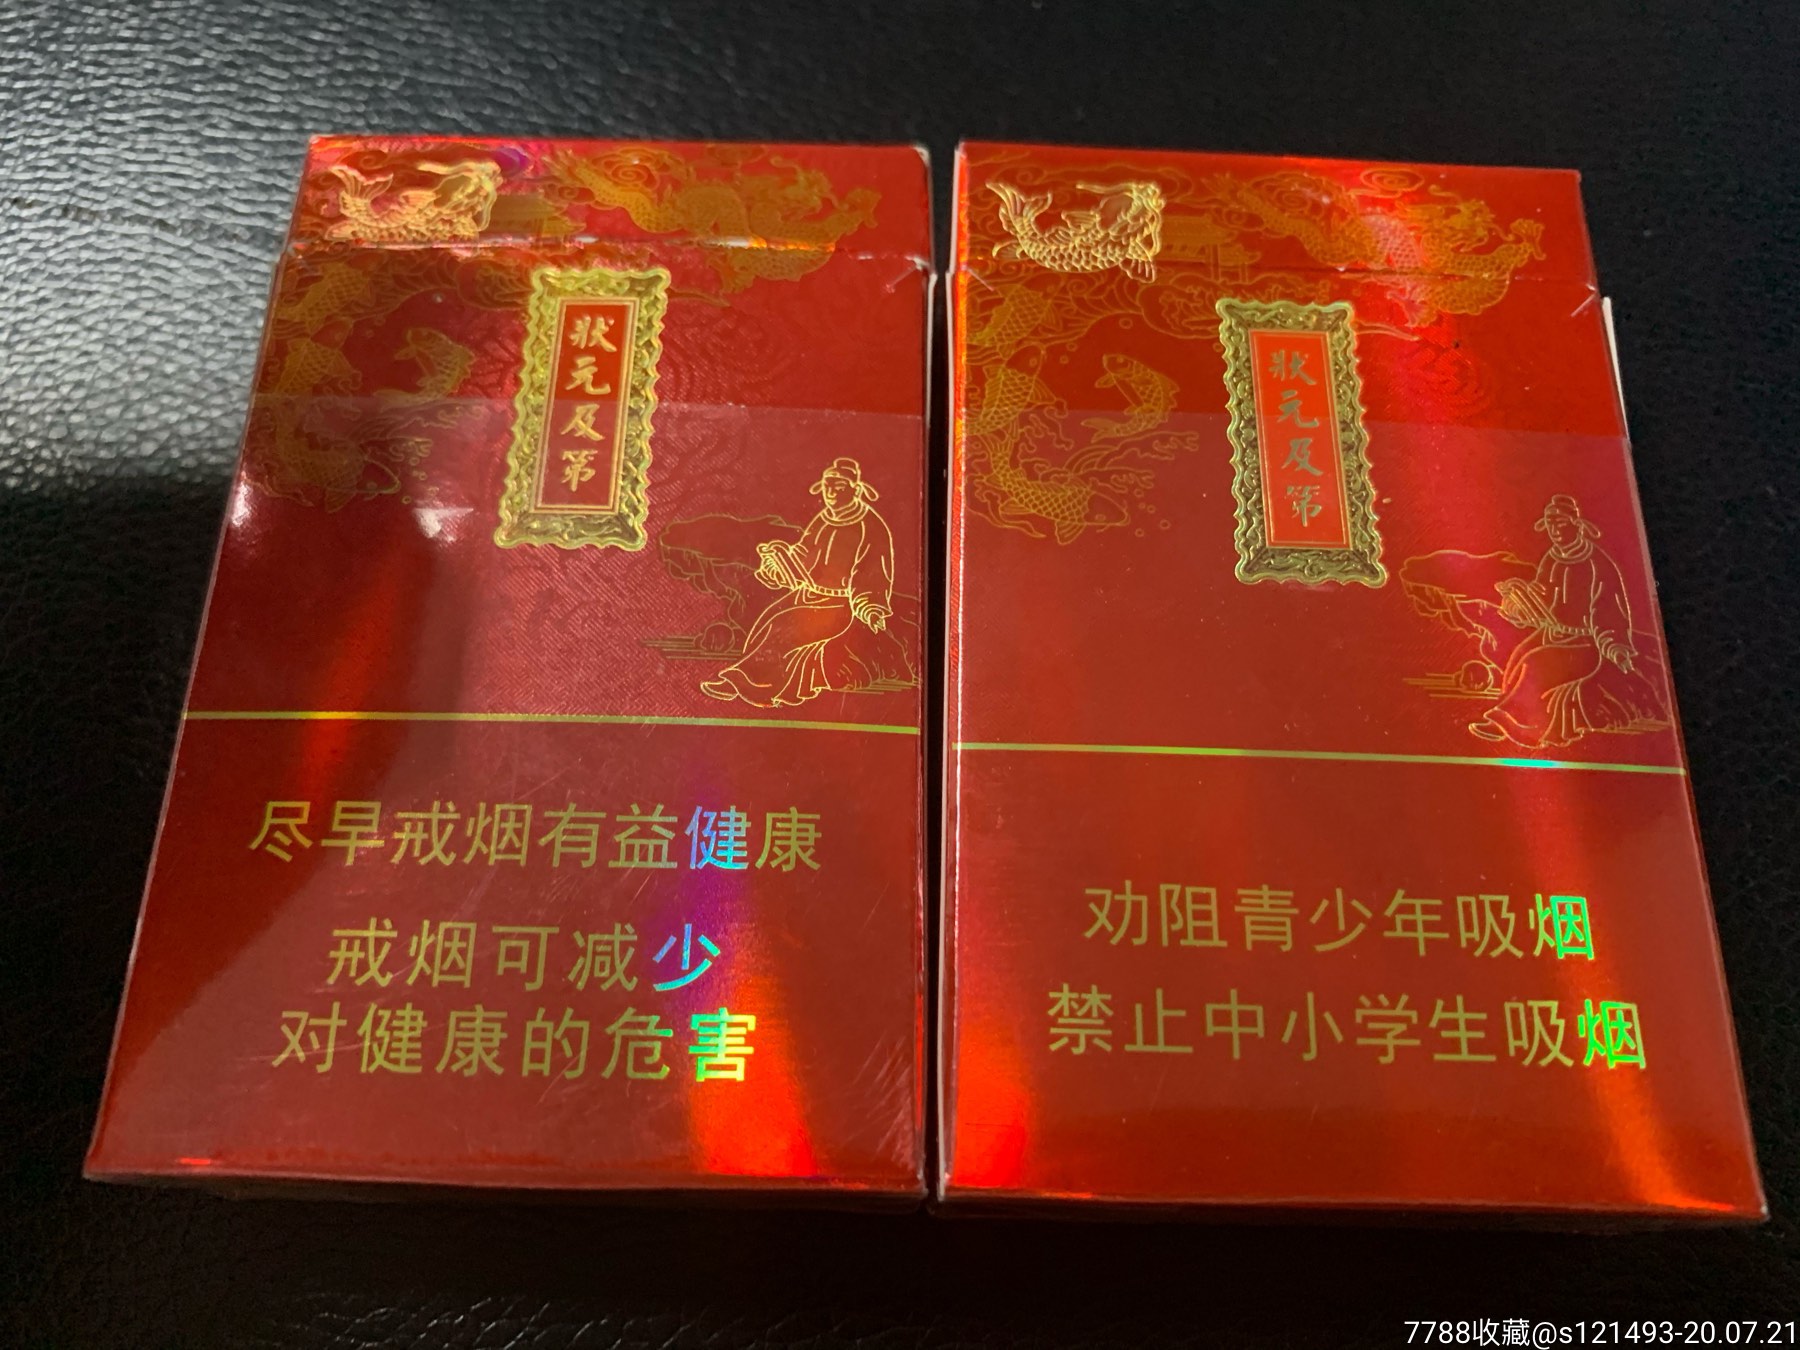 狀元及第
尽早戒烟有益健康
戒烟可减少
对健康的危害
狀元及第
劝阻青少年吸烟
禁止中小学生吸烟
7788收藏@s121493-20.07.21